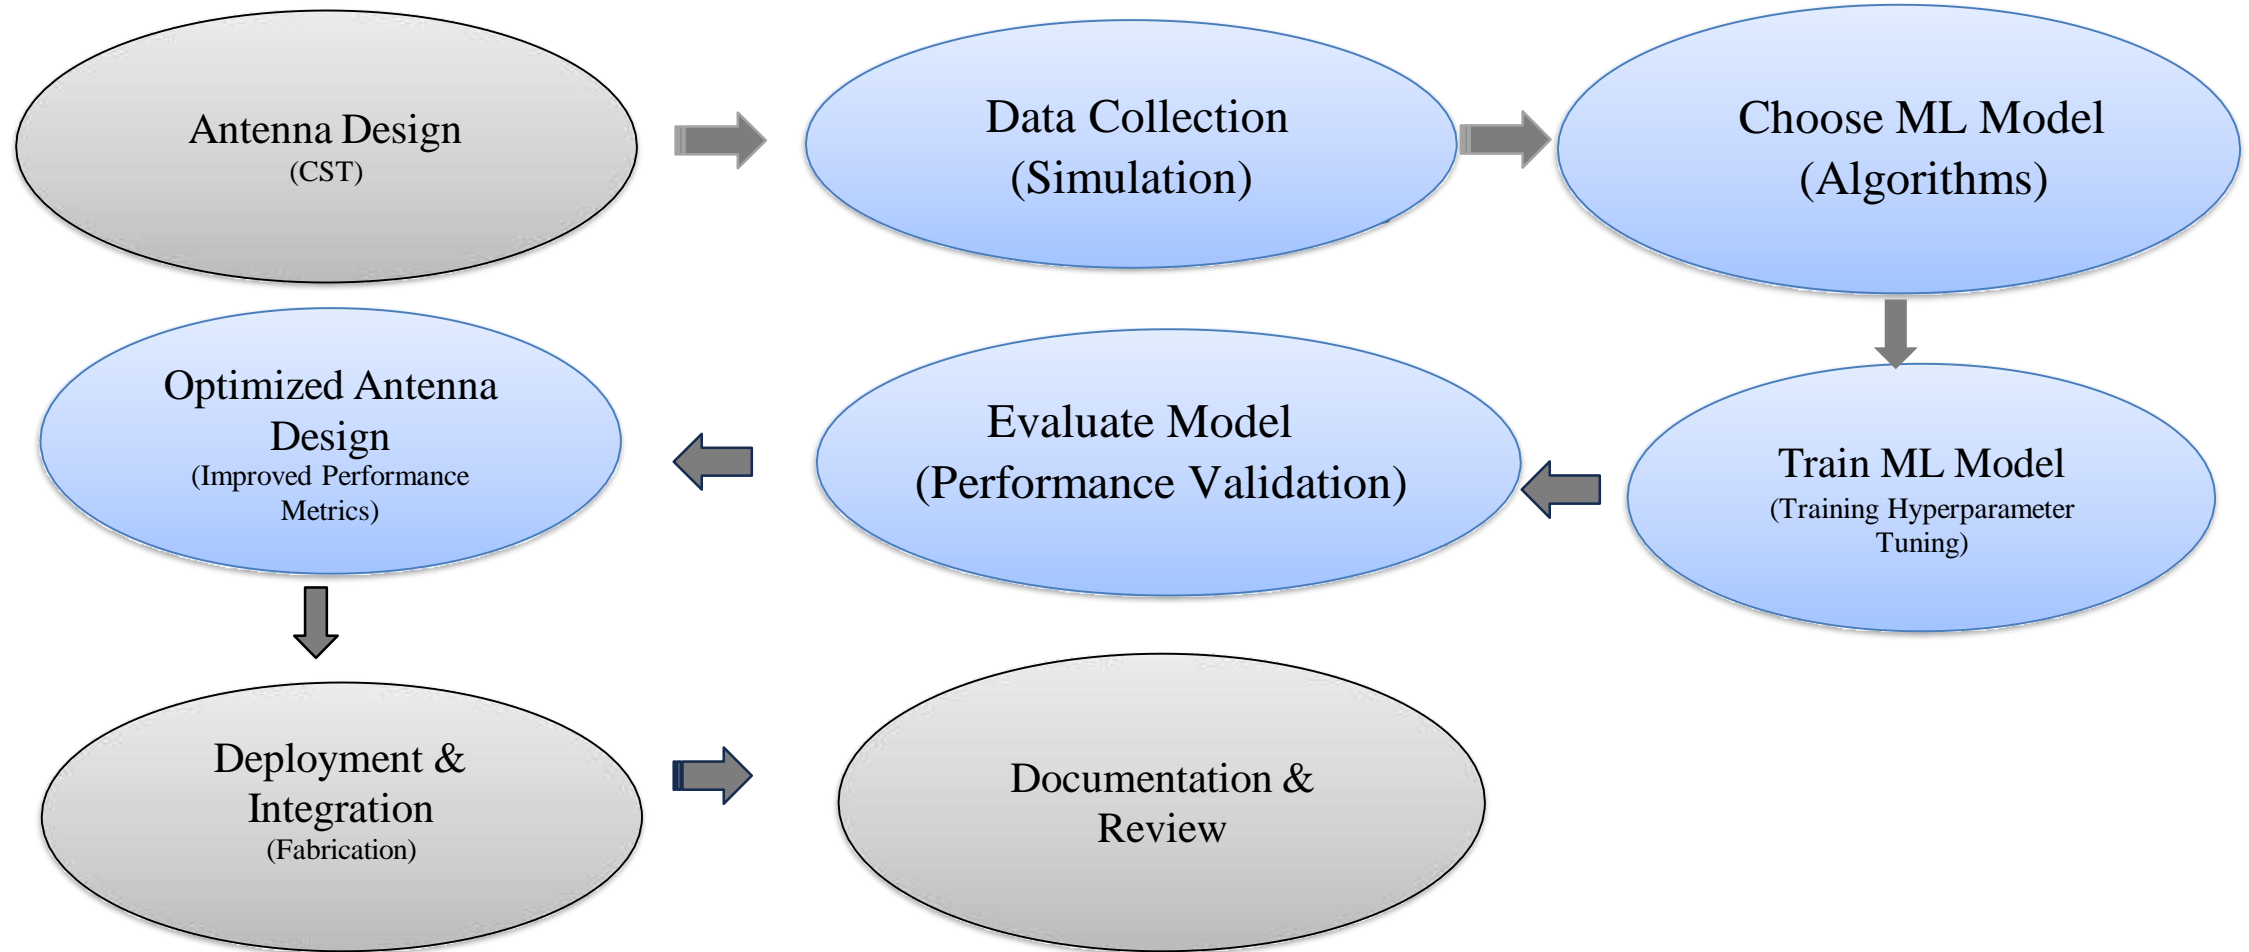 Antenna Design
(CST)
Data Collection
(Simulation)
Choose ML Model
(Algorithms)
Train ML Model
(Training Hyperparameter
Tuning)
Evaluate Model
(Performance Validation)
Optimized Antenna
Design
(Improved Performance
Metrics)
Deployment &
Integration
(Fabrication)
Documentation &
Review